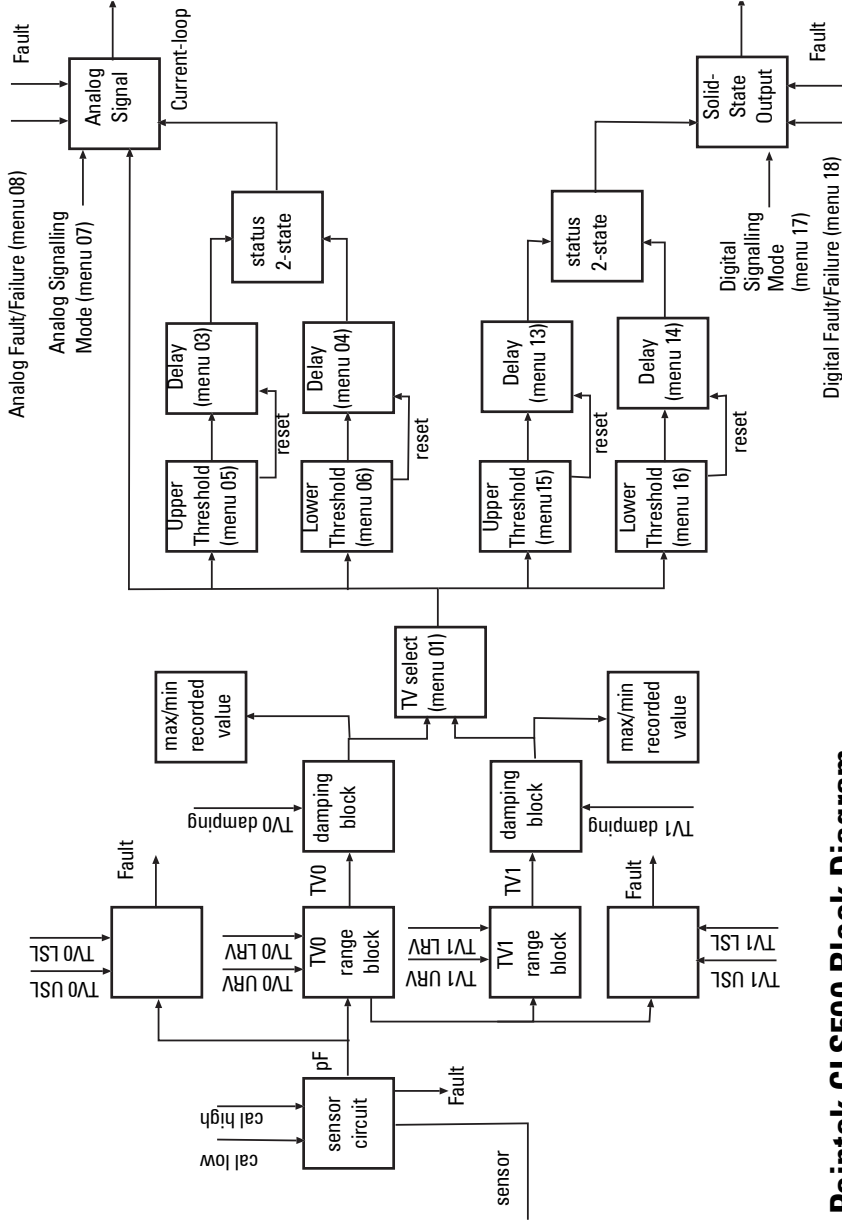 Analog Fault/Failure (menu 08)
Fault
Analog Signalling
Mode (menu 07)
Analog
Signal
Current-loop
Upper
Threshold
(menu 05)
Delay
(menu 03)
reset
status
2-state
Lower
Threshold
(menu 06)
Delay
(menu 04)
reset
Upper
Threshold
(menu15)
Delay
(menu 13)
reset
status
2-state
Lower
Threshold
(menu 16)
Delay
(menu 14)
reset
Digital
Signalling
Mode
(menu 17)
Solid-
State
Output
Digital Fault/Failure (menu 18)
Fault
TV select
(menu 01)
max/min
recorded
value
max/min
recorded
value
TV0 damping
damping
block
damping
block
TV1 damping
TV0 USL
TV0 LSL
Fault
TV0 URV
TV0 LRV
TV0
range
block
TV0
TV1 URV
TV1 LRV
TV1
range
block
TV1
Fault
TV1 USL
TV1 LSL
cal low
cal high
sensor
circuit
pF
Fault
sensor
Pointek CLS500 Block Diagram